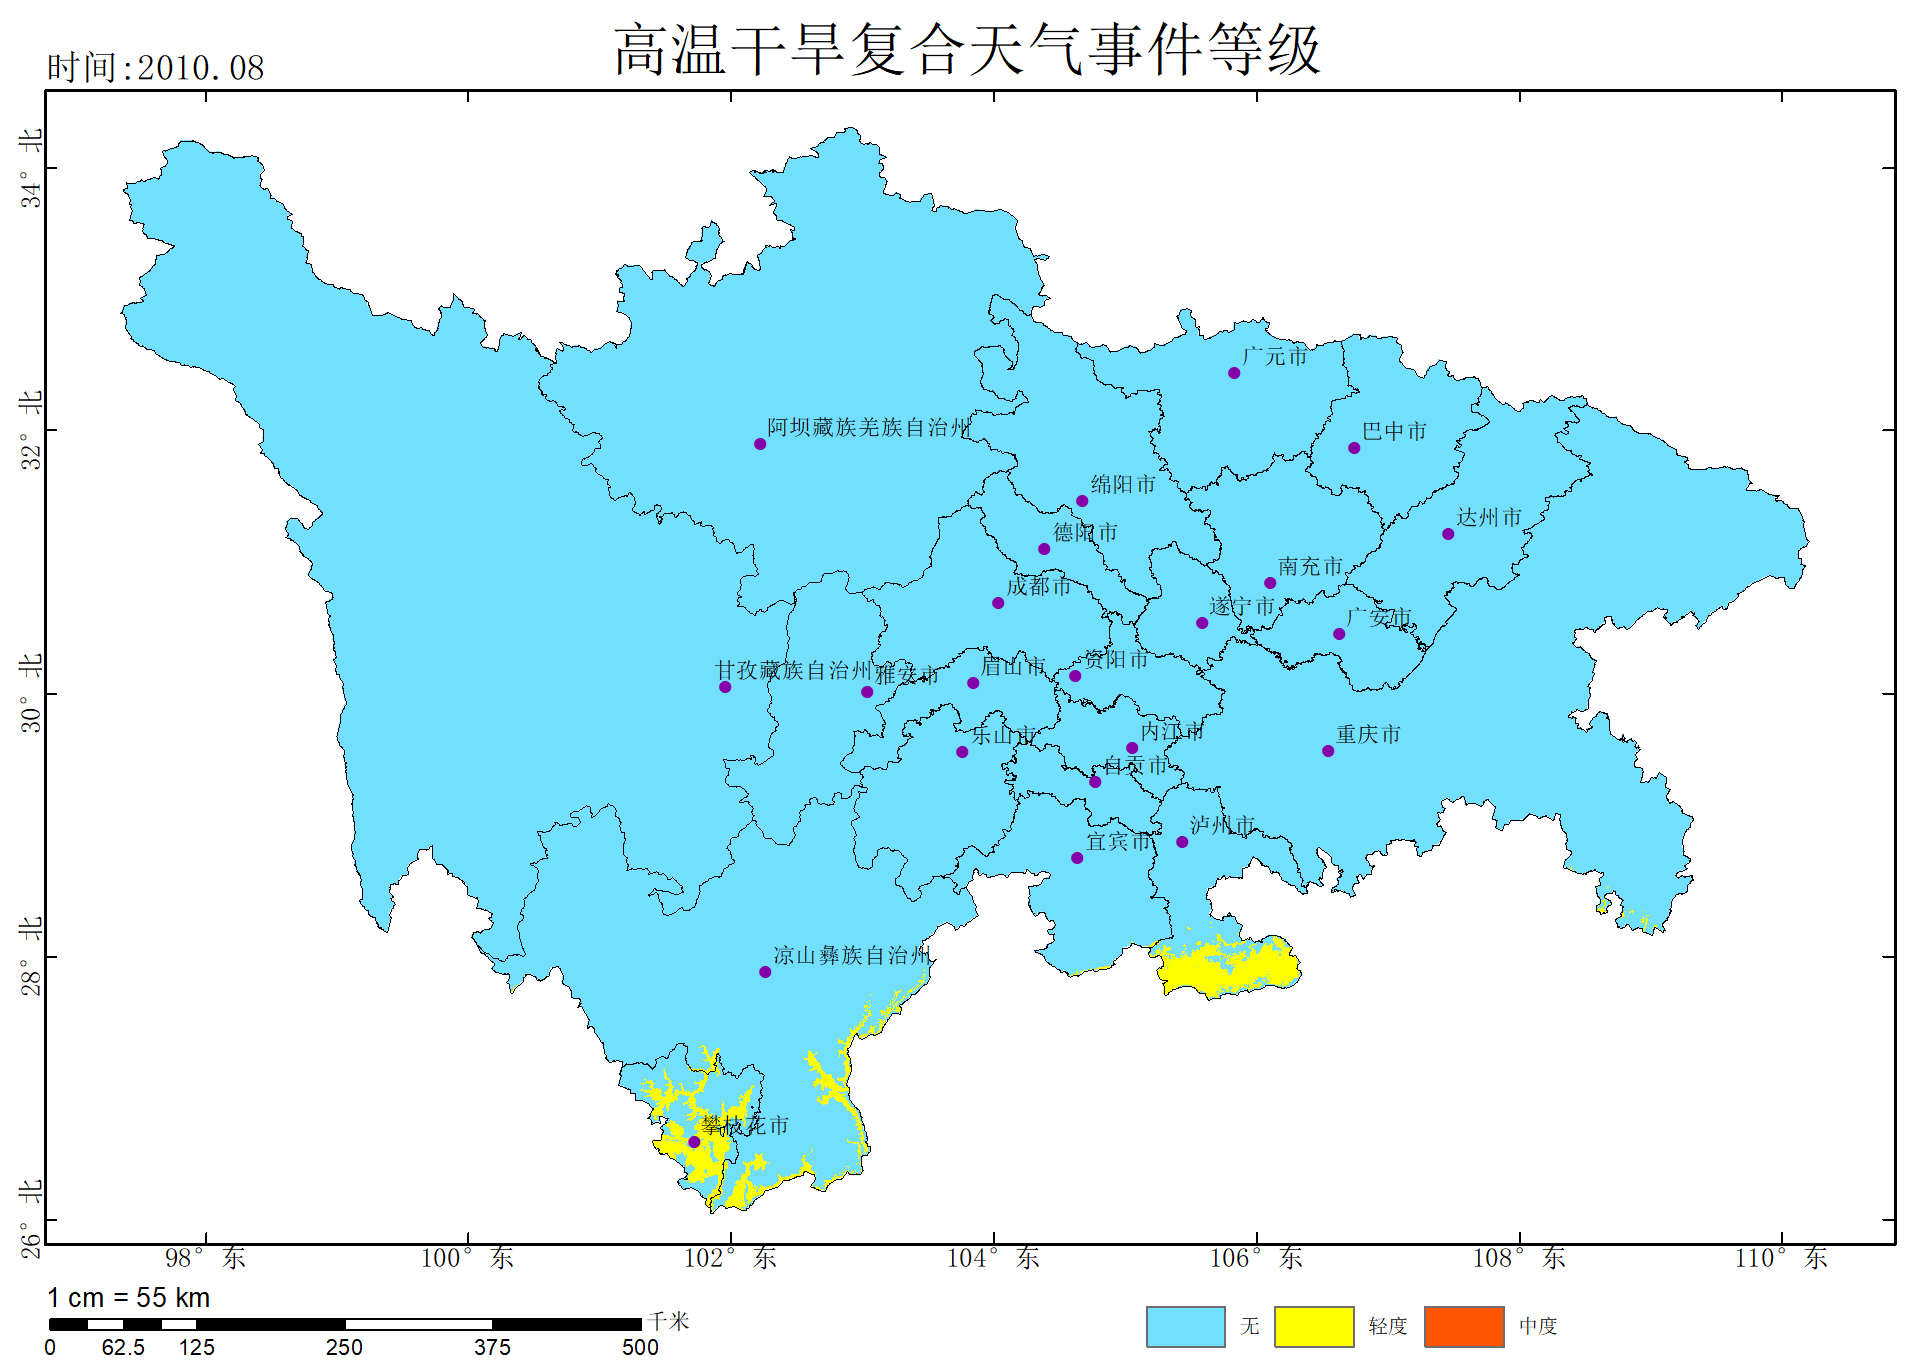 高温干旱复合天气事件等级
时间:2010.08
34°北
32°北
30°北
28°北
26°北
广元市
阿坝藏族羌族自治州
巴中市
绵阳市
达州市
德阳市
南充市
成都市
遂宁市
广安市
甘孜藏族自治州
雅安市
眉山市
资阳市
乐山市
内江市
重庆市
自贡市
泸州市
宜宾市
凉山彝族自治州
攀枝花市
98°东
100°东
102°东
104°东
106°东
108°东
110°东
1 cm = 55 km
千米
0 62.5 125 250 375 500
无
轻度
中度